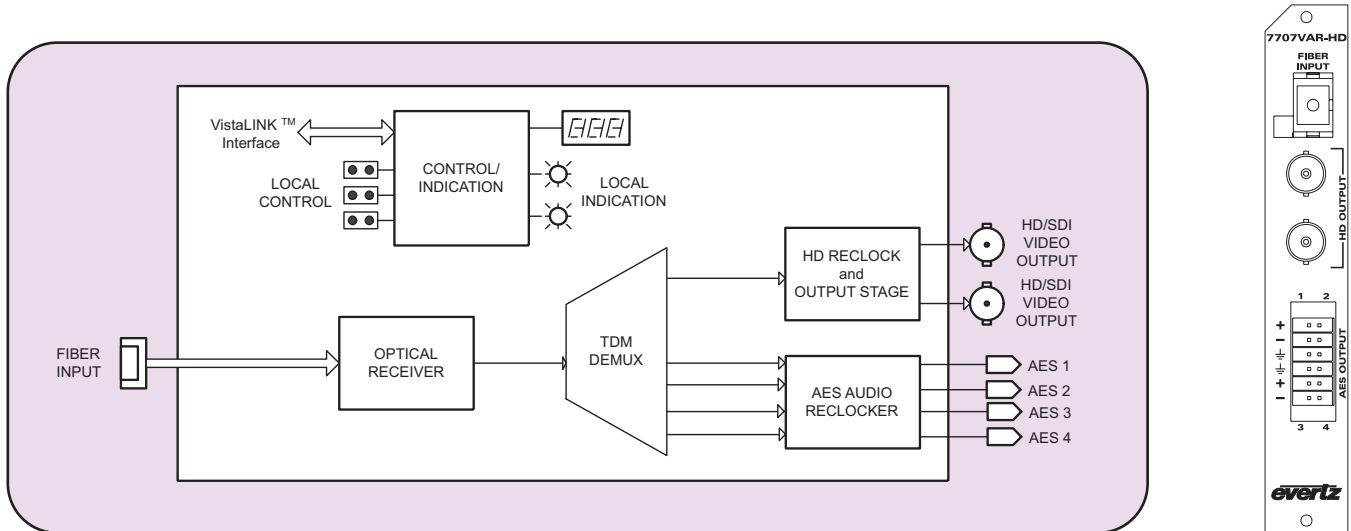 VistaLINK ™
Interface
LOCAL
CONTROL
CONTROL/
INDICATION
LOCAL
INDICATION
FIBER
INPUT
OPTICAL
RECEIVER
TDM
DEMUX
HD RECLOCK
and
OUTPUT STAGE
HD/SDI
VIDEO
OUTPUT
HD/SDI
VIDEO
OUTPUT
AES AUDIO
RECLOCKER
AES 1
AES 2
AES 3
AES 4
7707VAR-HD
FIBER
INPUT
HD OUTPUT
1 2
+
-
+
-
AES OUTPUT
3 4
evertz